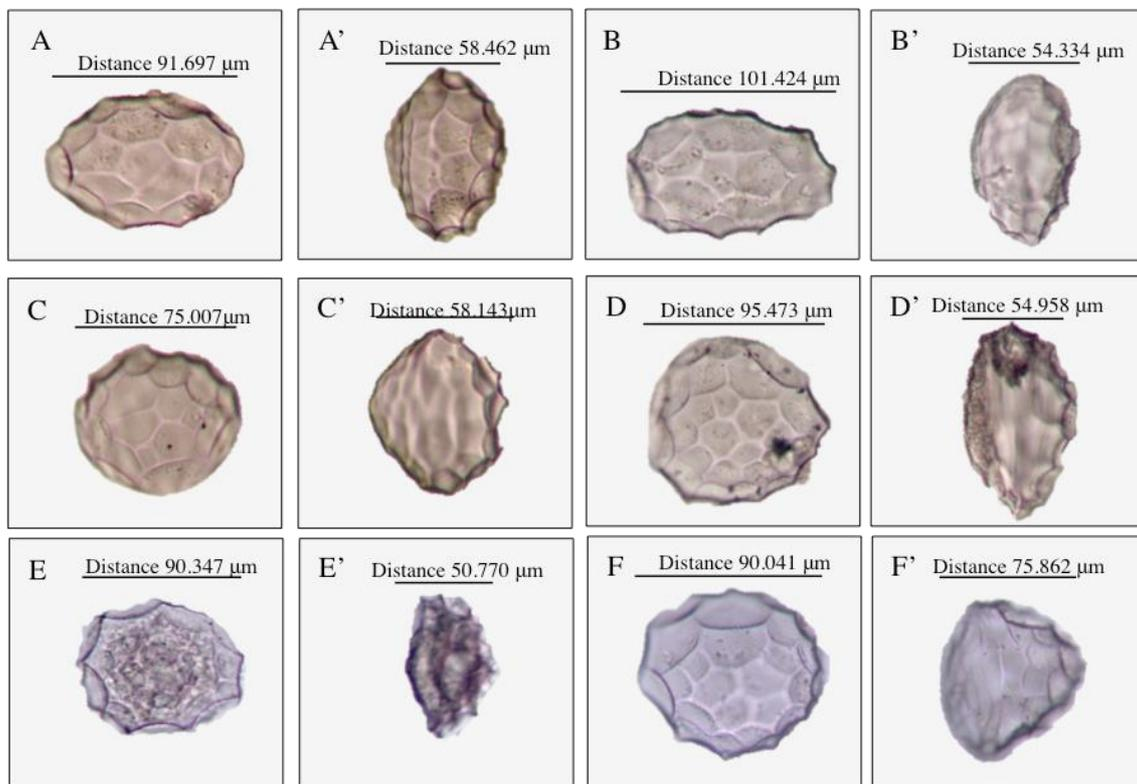 A
Distance 91.697 µm
A’
Distance 58.462 µm
B
Distance 101.424 µm
B’
Distance 54.334 µm
C
Distance 75.007µm
C’
Distance 58.143µm
D
Distance 95.473 µm
D’
Distance 54.958 µm
E
Distance 90.347 µm
E’
Distance 50.770 µm
F
Distance 90.041 µm
F’
Distance 75.862 µm